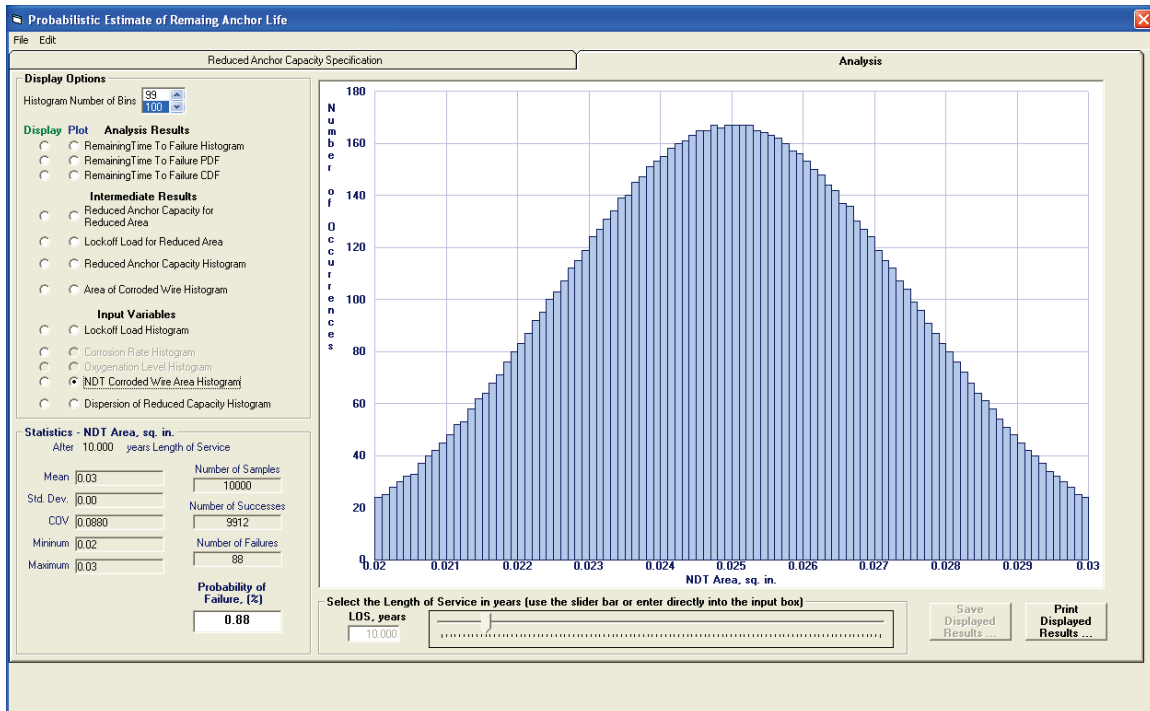 Probabilistic Estimate of Remaing Anchor Life
File Edit
Reduced Anchor Capacity Specification
Analysis
Display Options
Histogram Number of Bins
99
100
Display Plot Analysis Results
RemainingTime To Failure Histogram
RemainingTime To Failure PDF
RemainingTime To Failure CDF
Intermediate Results
Reduced Anchor Capacity for
Reduced Area
Lockoff Load for Reduced Area
Reduced Anchor Capacity Histogram
Area of Corroded Wire Histogram
Input Variables
Lockoff Load Histogram
Corrosion Rate Histogram
Oxygenation Level Histogram
NDT Corroded Wire Area Histogram
Dispersion of Reduced Capacity Histogram
Statistics - NDT Area, sq. in.
After 10.000 years Length of Service
Mean 0.03
Std. Dev. 0.00
COV 0.0880
Mininum 0.02
Maximum 0.03
Number of Samples
10000
Number of Successes
9912
Number of Failures
88
Probability of
Failure, (%)
0.88
Number of Occurrences
180
160
140
120
100
80
60
40
20
0
0.02 0.021 0.022 0.023 0.024 0.025 0.026 0.027 0.028 0.029 0.03
NDT Area, sq. in.
Select the Length of Service in years (use the slider bar or enter directly into the input box)
LOS, years
10.000
Save
Displayed
Results ...
Print
Displayed
Results ...